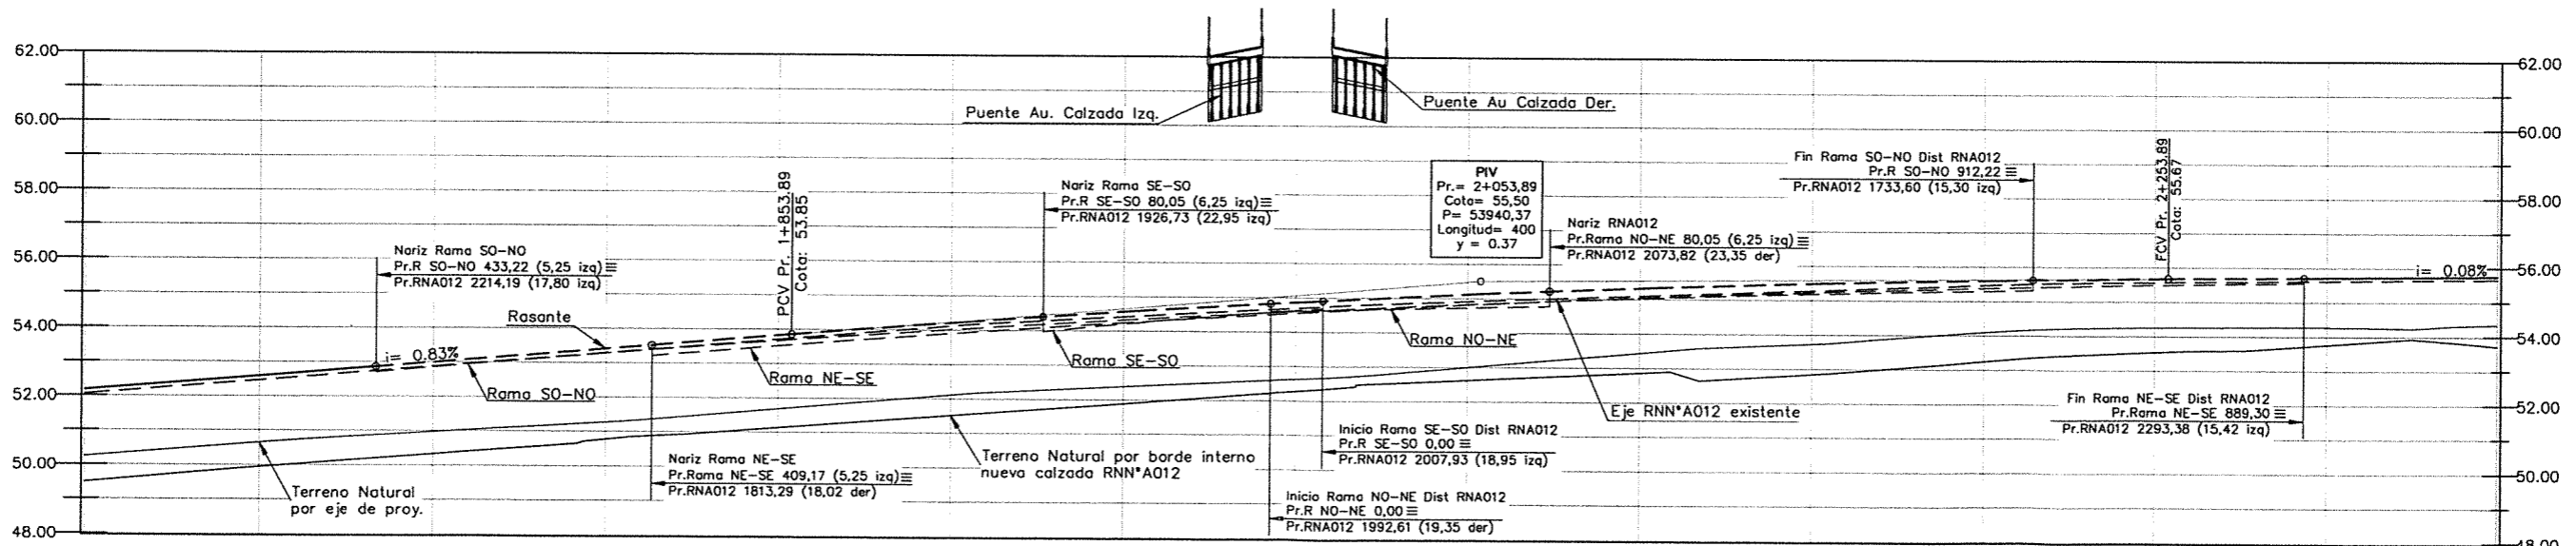 62.00
60.00
58.00
56.00
54.00
52.00
50.00
48.00
Nariz Rama SO-NO
Pr.R SO-NO 433,22 (5,25 izq)≡
Pr.RNA012 2214,19 (17,80 izq)
Rasante
i= 0.83%
Rama SO-NO
Terreno Natural
por eje de proy.
Nariz Rama NE-SE
Pr.Rama NE-SE 409,17 (5,25 izq)≡
Pr.RNA012 1813,29 (18,02 der)
PCV Pr. 1+853.89
Cota: 53.85
Rama NE-SE
Puente Au. Calzada Izq.
Nariz Rama SE-SO
Pr.R SE-SO 80,05 (6,25 izq)≡
Pr.RNA012 1926,73 (22,95 izq)
Rama SE-SO
Terreno Natural por borde interno
nueva calzada RNN°A012
Puente Au Calzada Der.
PIV
Pr.= 2+053,89
Cota= 55,50
P= 53940,37
Longitud= 400
y = 0.37
Nariz RNA012
Pr.Rama NO-NE 80,05 (6,25 izq)≡
Pr.RNA012 2073,82 (23,35 der)
Rama NO-NE
Eje RNN°A012 existente
Inicio Rama SE-SO Dist RNA012
Pr.R SE-SO 0,00 ≡
Pr.RNA012 2007,93 (18,95 izq)
Inicio Rama NO-NE Dist RNA012
Pr.R NO-NE 0,00 ≡
Pr.RNA012 1992,61 (19,35 der)
Fin Rama SO-NO Dist RNA012
Pr.R SO-NO 912,22 ≡
Pr.RNA012 1733,60 (15,30 izq)
FCV Pr. 2+253.89
Cota: 55.67
i= 0.08%
Fin Rama NE-SE Dist RNA012
Pr.Rama NE-SE 889,30 ≡
Pr.RNA012 2293,38 (15,42 izq)
62.00
60.00
58.00
56.00
54.00
52.00
50.00
48.00